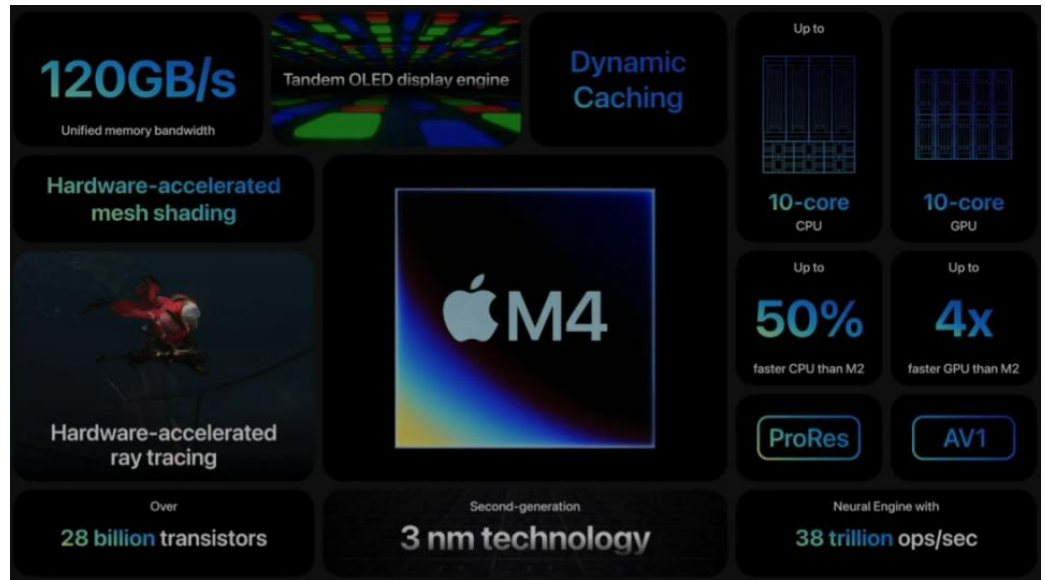 120GB/s
Unified memory bandwidth
Tandem OLED display engine
Dynamic
Caching
Up to
10-core
CPU
10-core
GPU
Hardware-accelerated
mesh shading
M4
Hardware-accelerated
ray tracing
Up to
50%
faster CPU than M2
Up to
4x
faster GPU than M2
ProRes
AV1
Over
28 billion transistors
Second-generation
3 nm technology
Neural Engine with
38 trillion ops/sec